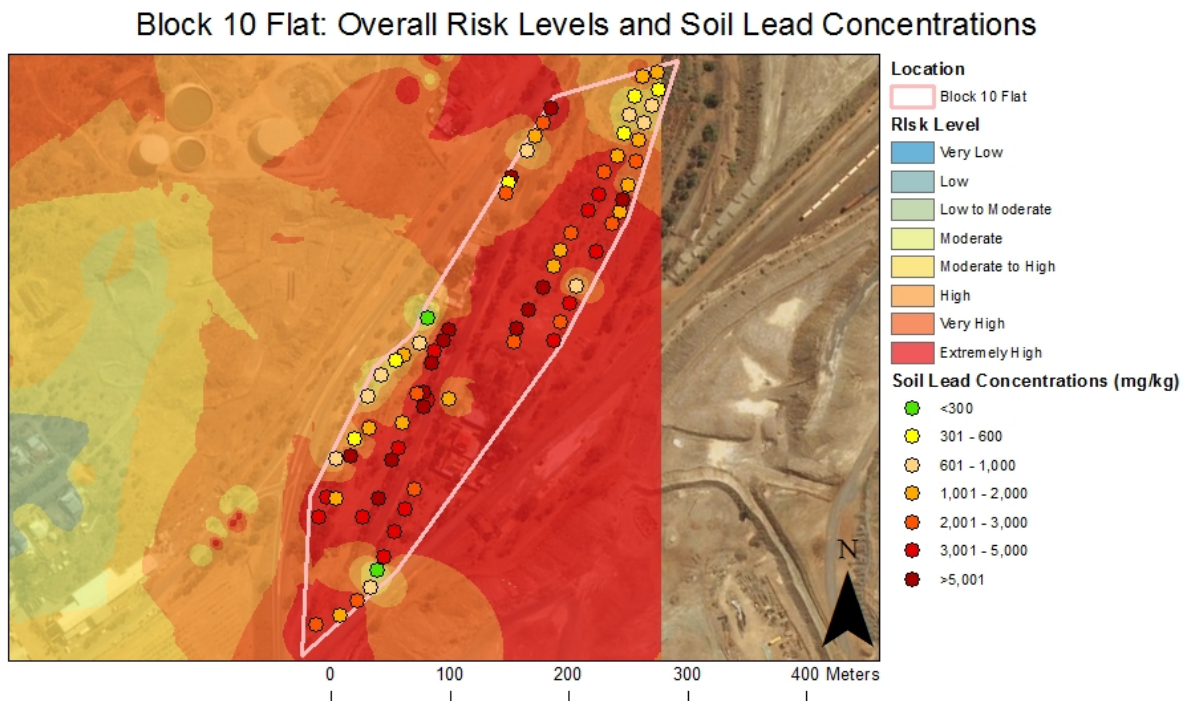 Block 10 Flat: Overall Risk Levels and Soil Lead Concentrations
Location
Block 10 Flat
RIsk Level
Very Low
Low
Low to Moderate
Moderate
Moderate to High
High
Very High
Extremely High
Soil Lead Concentrations (mg/kg)
<300
301 - 600
601 - 1,000
1,001 - 2,000
2,001 - 3,000
3,001 - 5,000
>5,001
N
0 100 200 300 400 Meters